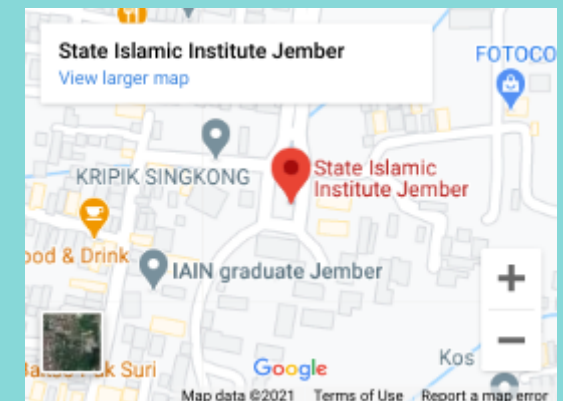 State Islamic Institute Jember
View larger map
FOTOCO
KRIPIK SINGKONG
State Islamic
Institute Jember
ood & Drink
IAIN graduate Jember
+
−
Suri
Kos
Google
Map data ©2021 Terms of Use Report a map error